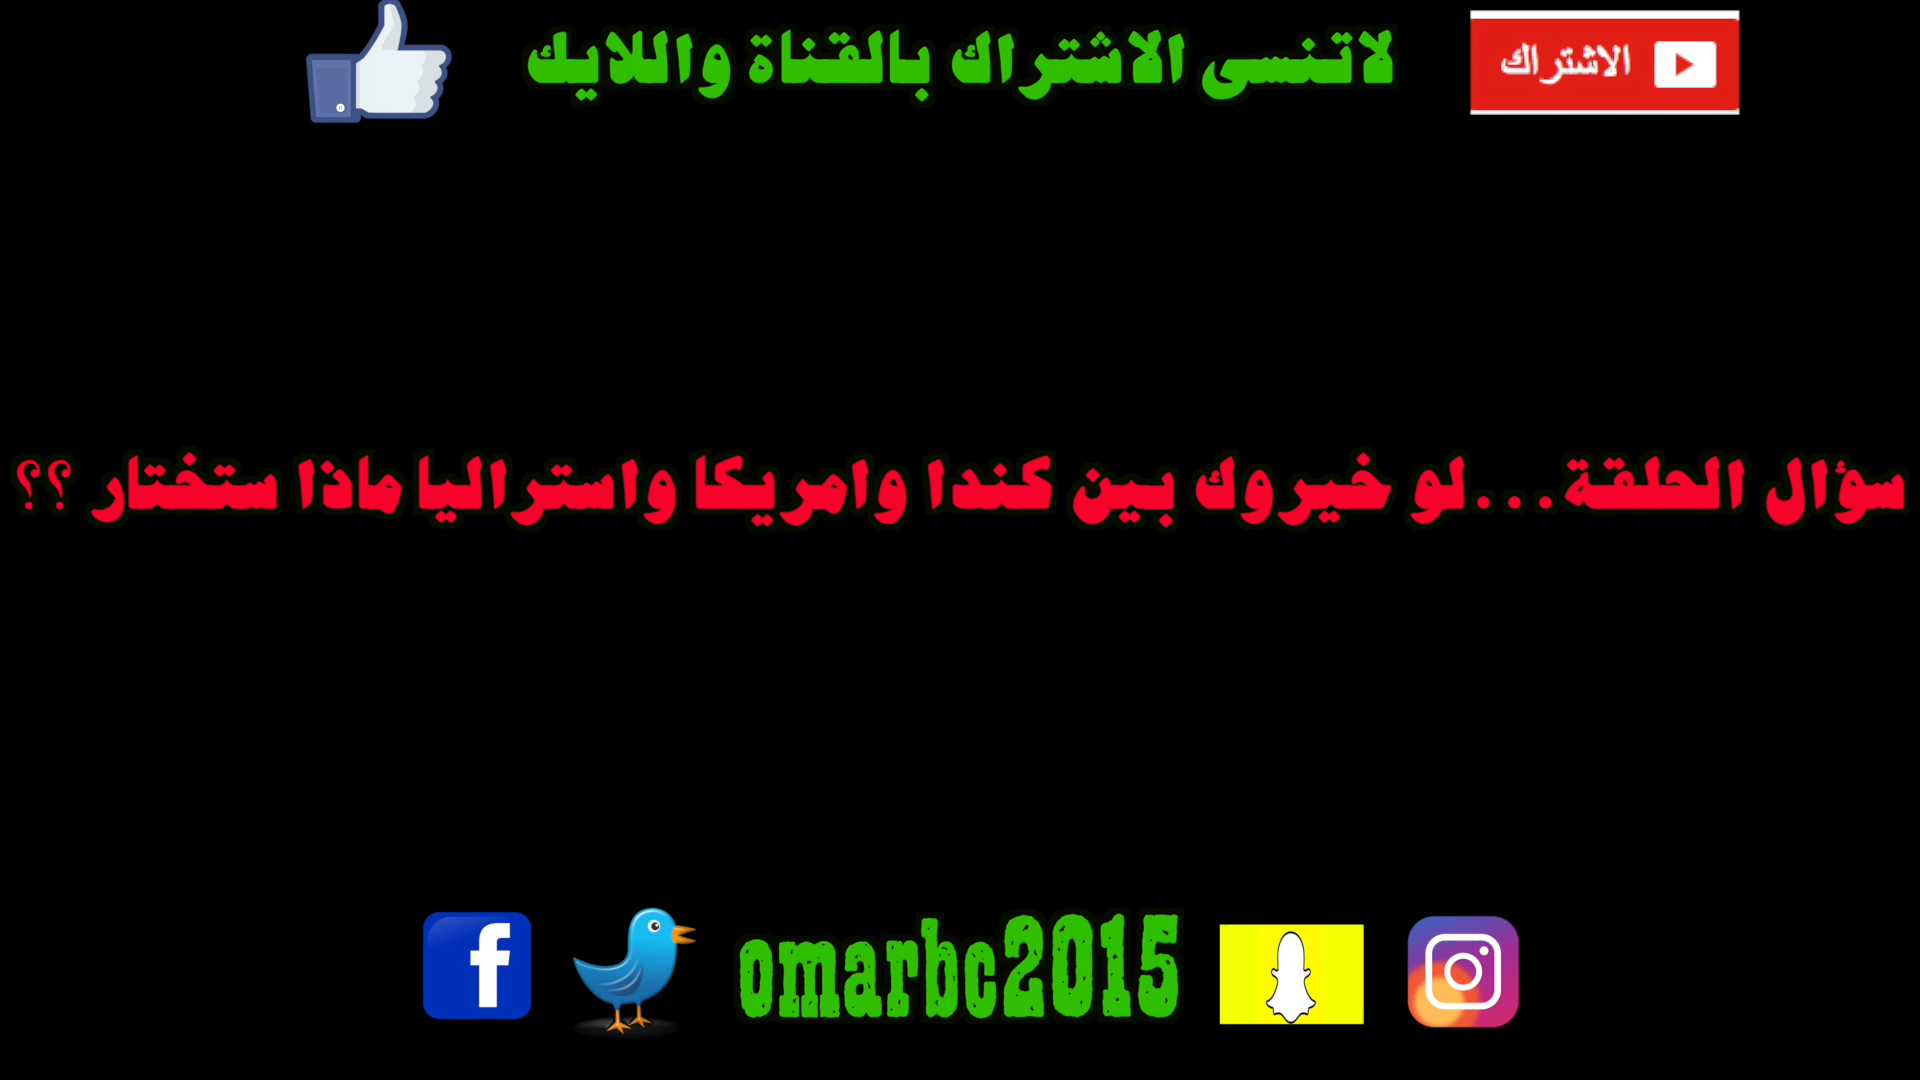 لاتنسى الاشتراك بالقناة واللايك
الاشتراك
سؤال الحلقة...لو خيروك بين كندا وامريكا واستراليا ماذا ستختار ؟؟
omarbc2015